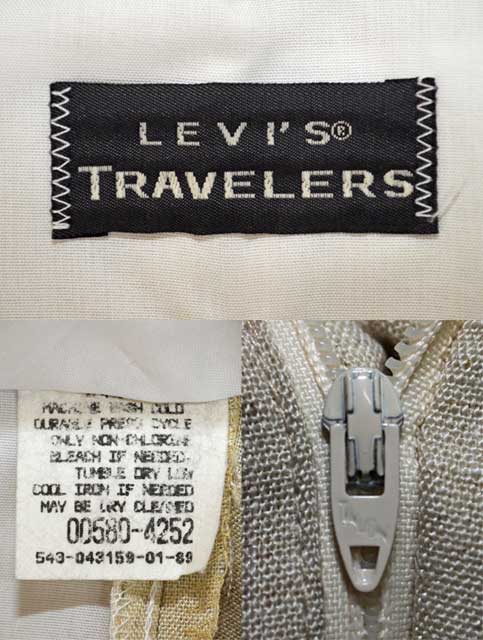 LEVI'S®
TRAVELERS
MACHINE WASH COLD
DURABLE PRESS CYCLE
ONLY NON-CHLORINE
BLEACH IF NEEDED.
TUMBLE DRY LOW
COOL IRON IF NEEDED
MAY BE DRY CLEANED
00580-4252
543-043159-01-89
TALON